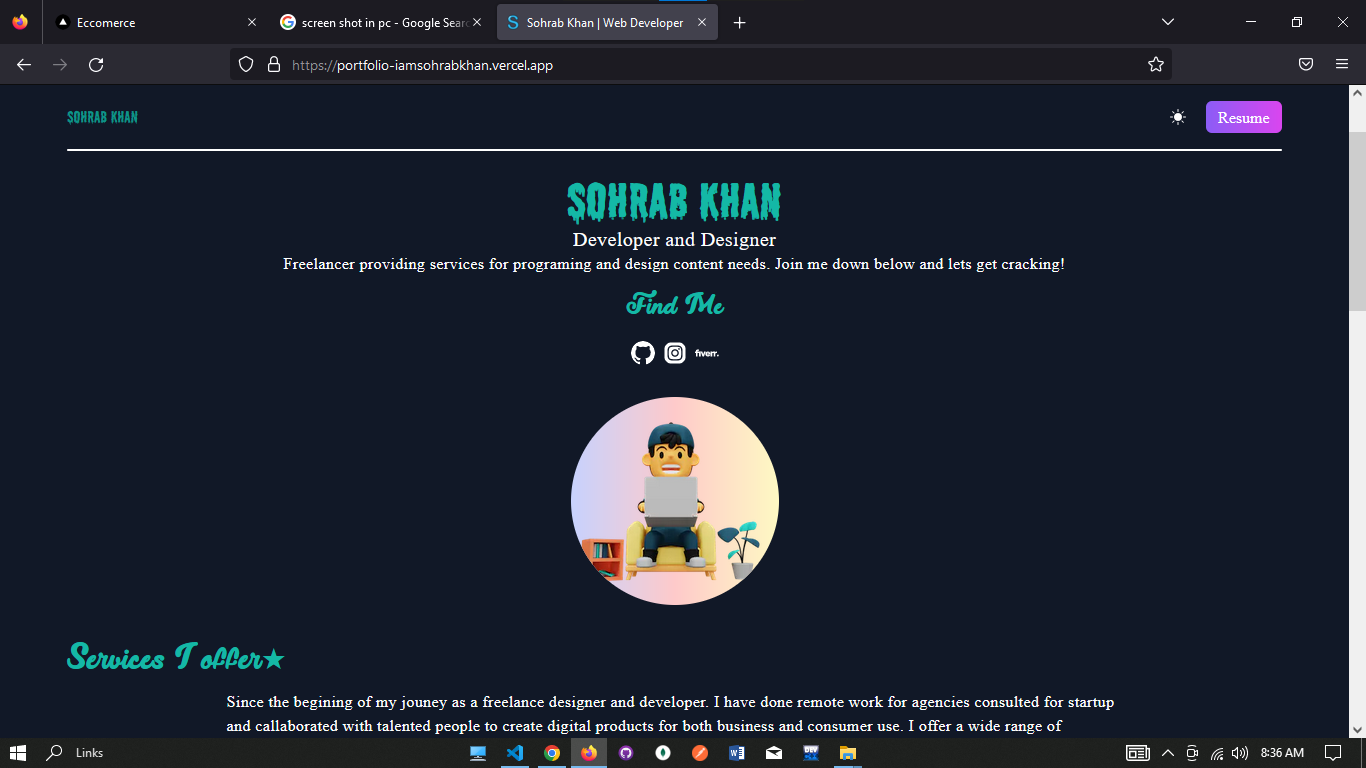 Eccomerce
screen shot in pc - Google Sear
Sohrab Khan | Web Developer
https://portfolio-iamsohrabkhan.vercel.app
SOHRAB KHAN
Resume
SOHRAB KHAN
Developer and Designer
Freelancer providing services for programing and design content needs. Join me down below and lets get cracking!
Find Me
fiverr.
Services I offer★
Since the begining of my jouney as a freelance designer and developer. I have done remote work for agencies consulted for startup
and callaborated with talented people to create digital products for both business and consumer use. I offer a wide range of
Links
8:36 AM